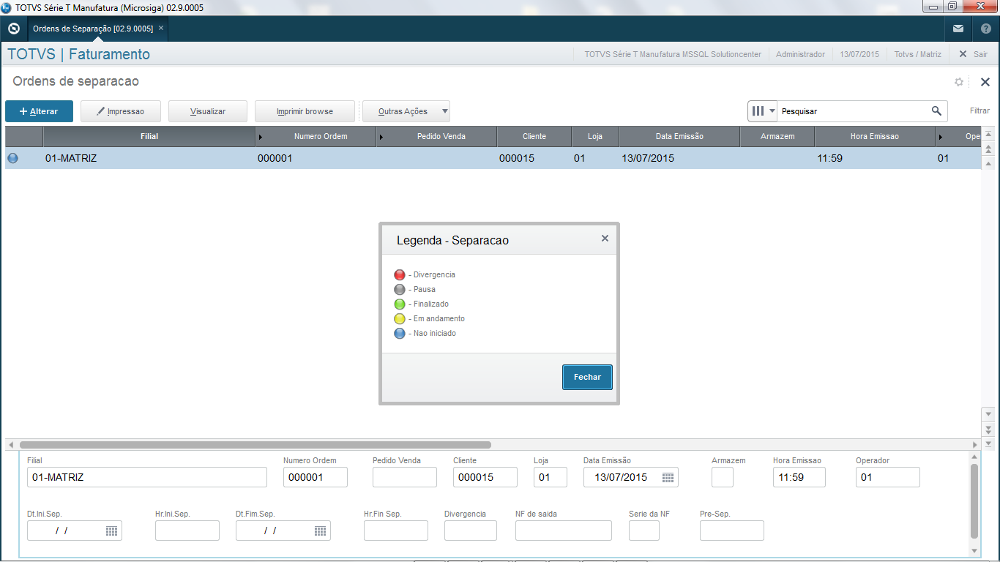 TOTVS Série T Manufatura (Microsiga) 02.9.0005
Ordens de Separação [02.9.0005]
TOTVS | Faturamento
TOTVS Série T Manufatura MSSQL Solutioncenter
Administrador
13/07/2015
Totvs / Matriz
Sair
Ordens de separacao
+ Alterar
Impressao
Visualizar
Imprimir browse
Outras Ações
Pesquisar
Filtrar
Filial Numero Ordem Pedido Venda Cliente Loja Data Emissão Armazem Hora Emissao Ope
01-MATRIZ 000001 000015 01 13/07/2015 11:59 01
Legenda - Separacao
- Divergencia
- Pausa
- Finalizado
- Em andamento
- Nao iniciado
Fechar
Filial Numero Ordem Pedido Venda Cliente Loja Data Emissão Armazem Hora Emissao Operador
01-MATRIZ 000001 000015 01 13/07/2015 11:59 01
Dt.Ini.Sep. Hr.Ini.Sep. Dt.Fim.Sep. Hr.Fin Sep. Divergencia NF de saida Serie da NF Pre-Sep.
/ / / /